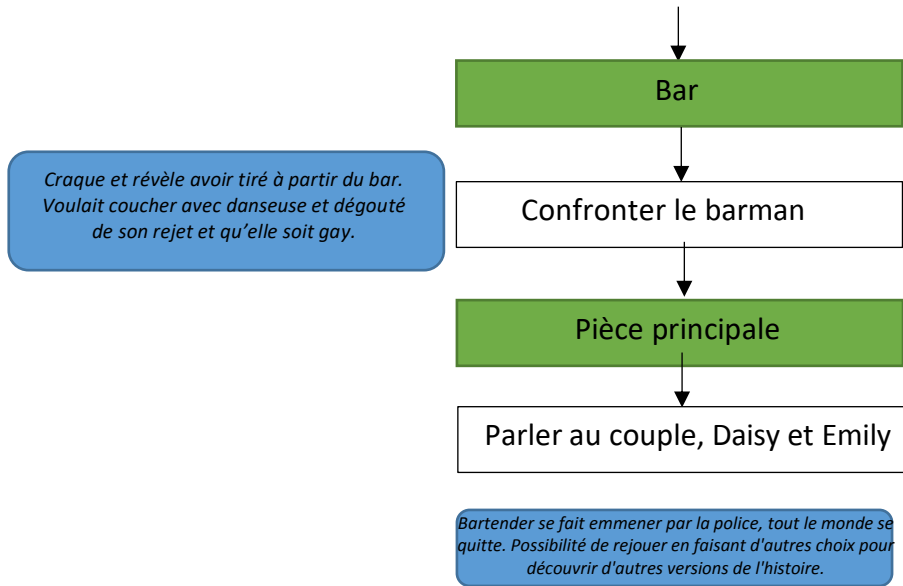 Bar
Craque et révèle avoir tiré à partir du bar.
Voulait coucher avec danseuse et dégouté
de son rejet et qu’elle soit gay.
Confronter le barman
Pièce principale
Parler au couple, Daisy et Emily
Bartender se fait emmener par la police, tout le monde se
quitte. Possibilité de rejouer en faisant d'autres choix pour
découvrir d'autres versions de l'histoire.